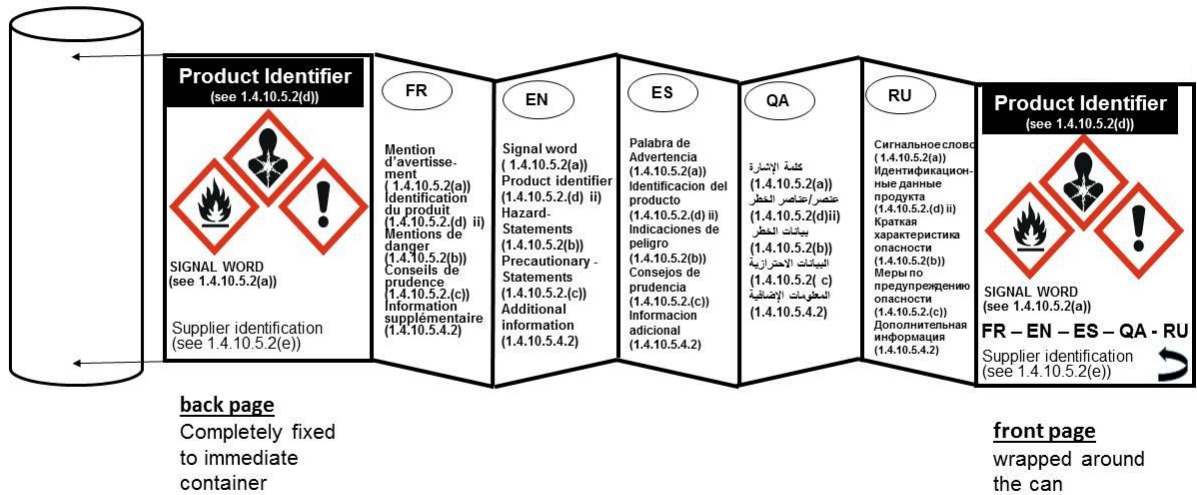 Product Identifier
(see 1.4.10.5.2(d))
SIGNAL WORD
(see 1.4.10.5.2(a))
Supplier identification
(see 1.4.10.5.2(e))
FR
Mention
d'avertisse-
ment
( 1.4.10.5.2(a))
Identification
du produit
(1.4.10.5.2.(d) ii)
Mentions de
danger
(1.4.10.5.2(b))
Conseils de
prudence
(1.4.10.5.2.(c))
Information
supplémentaire
(1.4.10.5.4.2)
EN
Signal word
( 1.4.10.5.2(a))
Product identifier
(1.4.10.5.2.(d) ii)
Hazard-
Statements
(1.4.10.5.2(b))
Precautionary -
Statements
(1.4.10.5.2.(c))
Additional
information
(1.4.10.5.4.2)
ES
Palabra de
Advertencia
(1.4.10.5.2(a))
Identificacion del
producto
(1.4.10.5.2.(d) ii)
Indicaciones de
peligro
(1.4.10.5.2(b))
Consejos de
prudencia
(1.4.10.5.2.(c))
Informacion
adicional
(1.4.10.5.4.2)
QA
كلمة الإشارة
(1.4.10.5.2(a))
عنصر/عناصر الخطر
(1.4.10.5.2(d)ii)
بيانات الخطر
(1.4.10.5.2(b))
البيانات الاحترازية
(1.4.10.5.2( c)
المعلومات الإضافية
(1.4.10.5.4.2)
RU
Сигнальное слово
( 1.4.10.5.2(a))
Идентификацион-
ные данные
продукта
(1.4.10.5.2.(d) ii)
Краткая
характеристика
опасности
(1.4.10.5.2(b))
Меры по
предупреждению
опасности
(1.4.10.5.2.(c))
Дополнительная
информация
(1.4.10.5.4.2)
Product Identifier
(see 1.4.10.5.2(d))
SIGNAL WORD
(see 1.4.10.5.2(a))
FR – EN – ES – QA - RU
Supplier identification
(see 1.4.10.5.2(e))
back page
Completely fixed
to immediate
container
front page
wrapped around
the can